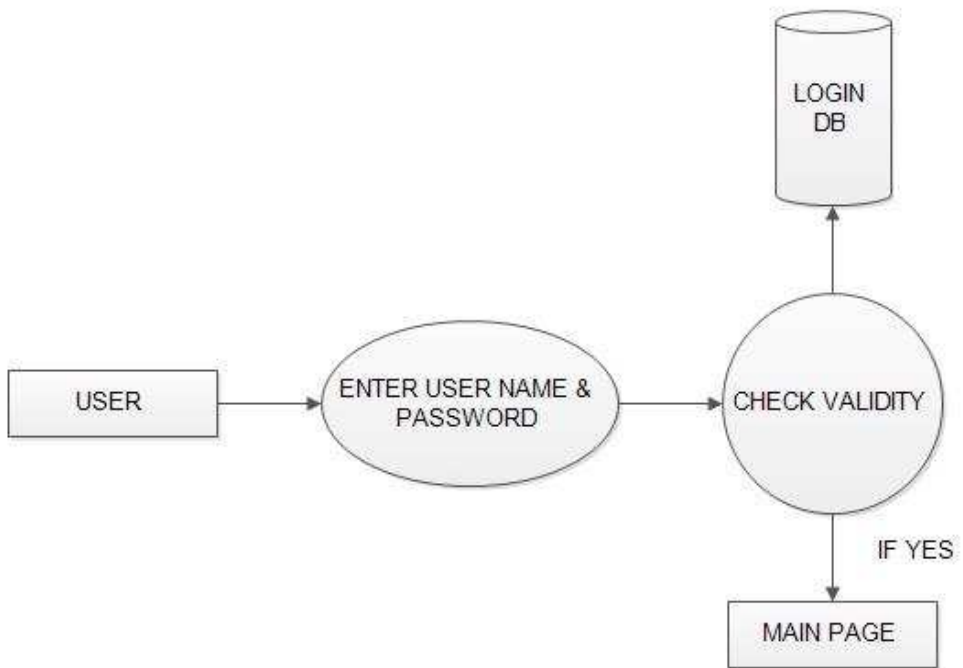 LOGIN
DB
USER
ENTER USER NAME &
PASSWORD
CHECK VALIDITY
IF YES
MAIN PAGE